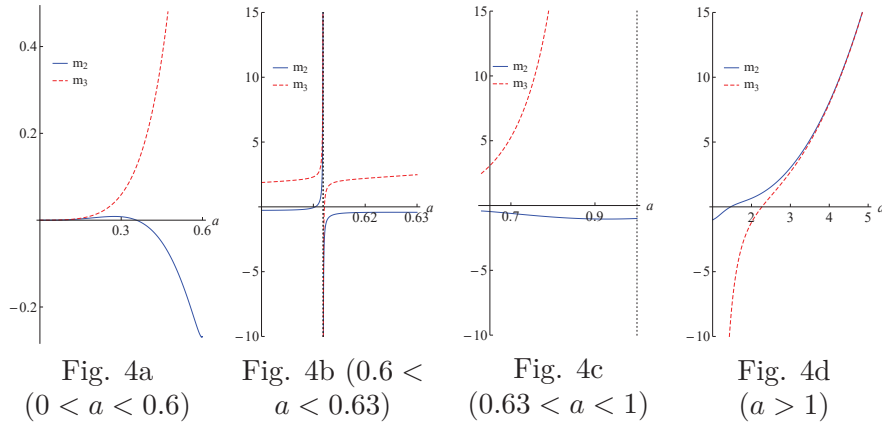 0.4
0.2
-0.2
m₂
m₃
0.3
0.6
a
15
10
5
-5
-10
m₂
m₃
0.62
0.63
a
15
10
5
-5
-10
m₂
m₃
0.7
0.9
a
15
10
5
-5
-10
m₂
m₃
2
3
4
5
a
Fig. 4a
(0 < a < 0.6)
Fig. 4b (0.6 <
a < 0.63)
Fig. 4c
(0.63 < a < 1)
Fig. 4d
(a > 1)